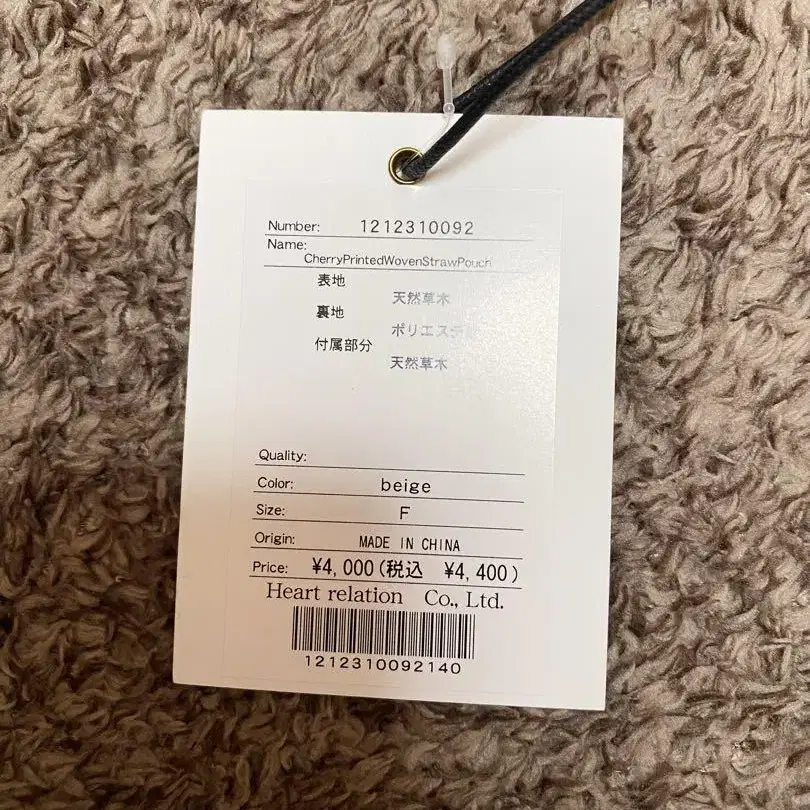 Number: 1212310092
Name:
CherryPrintedWovenStrawPouch
表地
天然草木
裏地
ポリエステル
付属部分
天然草木
Quality:
Color: beige
Size: F
Origin: MADE IN CHINA
Price: ¥4,000(税込 ¥4,400)
Heart relation Co., Ltd.
1212310092140